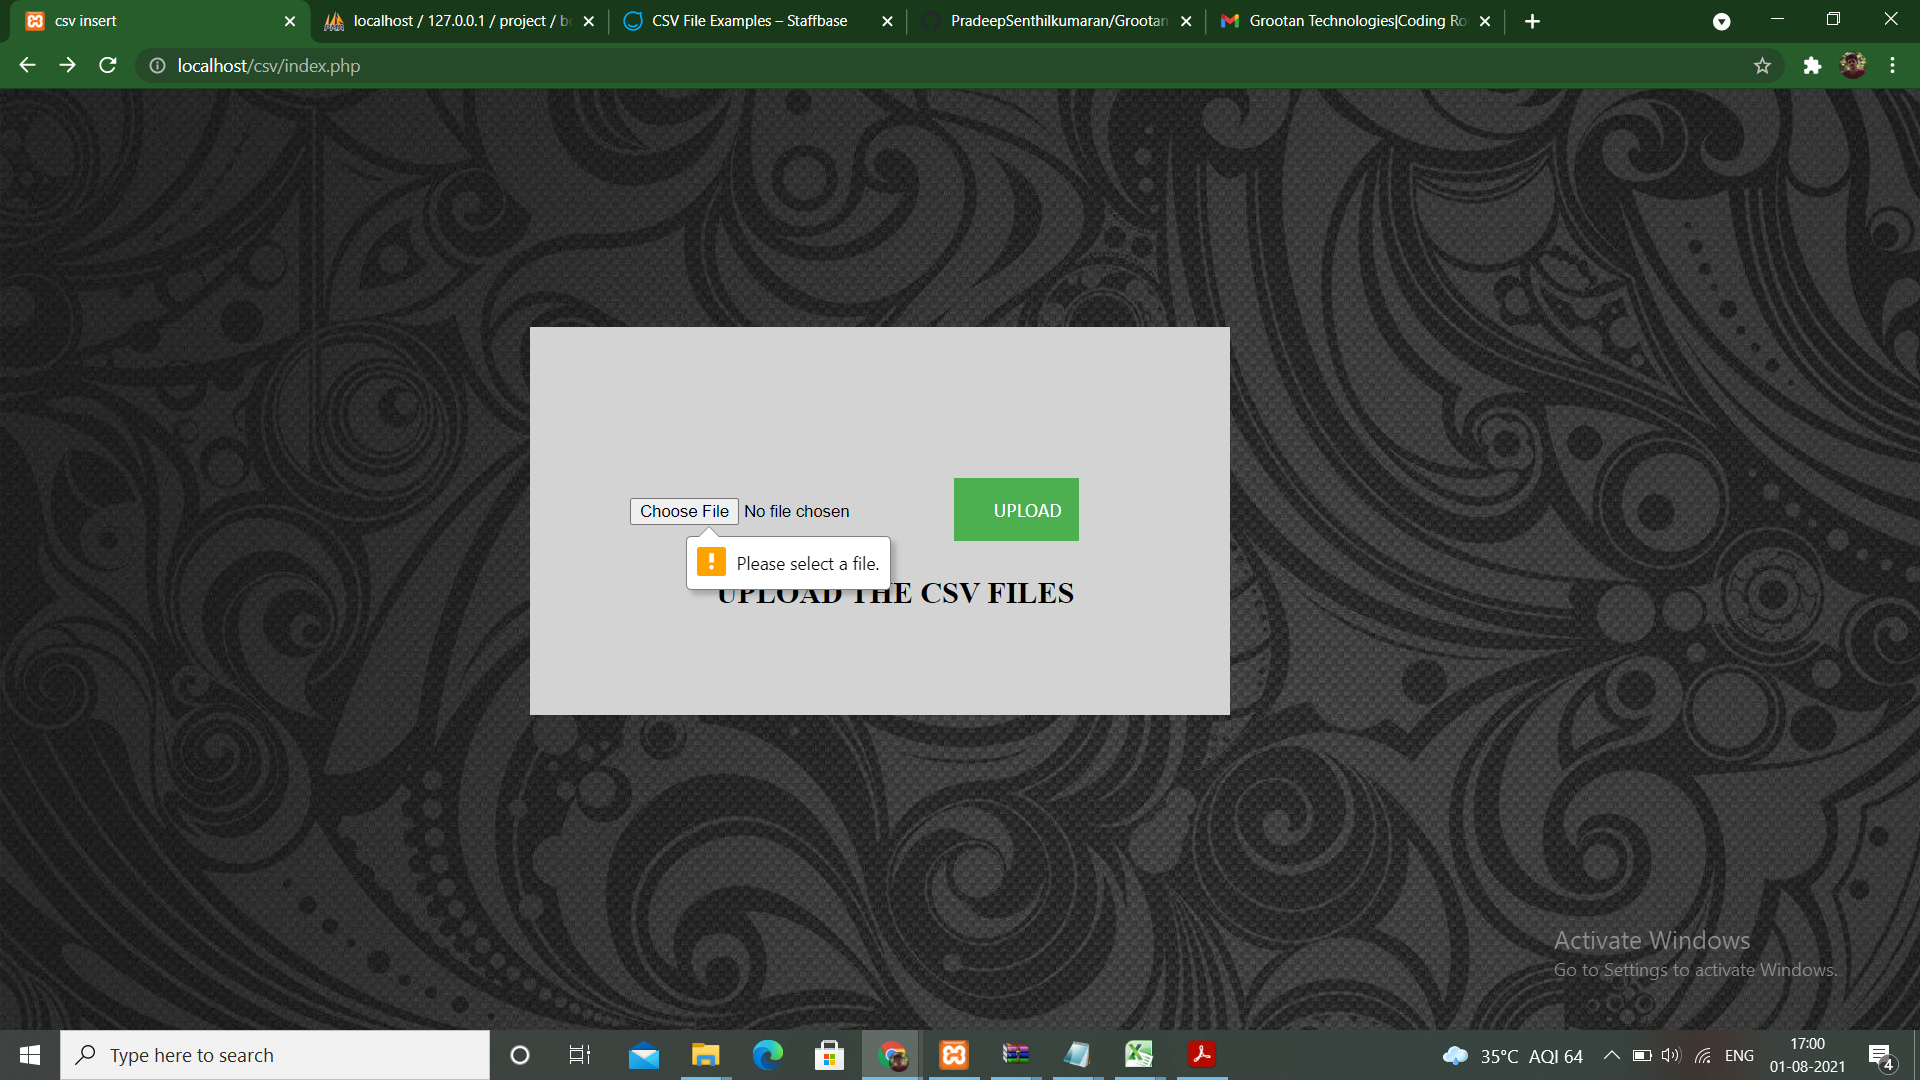 csv insert
localhost / 127.0.0.1 / project / b
CSV File Examples – Staffbase
PradeepSenthilkumaran/Grootan
Grootan Technologies|Coding Ro
localhost/csv/index.php
Choose File No file chosen
UPLOAD
Please select a file.
UPLOAD THE CSV FILES
Activate Windows
Go to Settings to activate Windows.
Type here to search
35°C AQI 64
ENG
17:00
01-08-2021
4